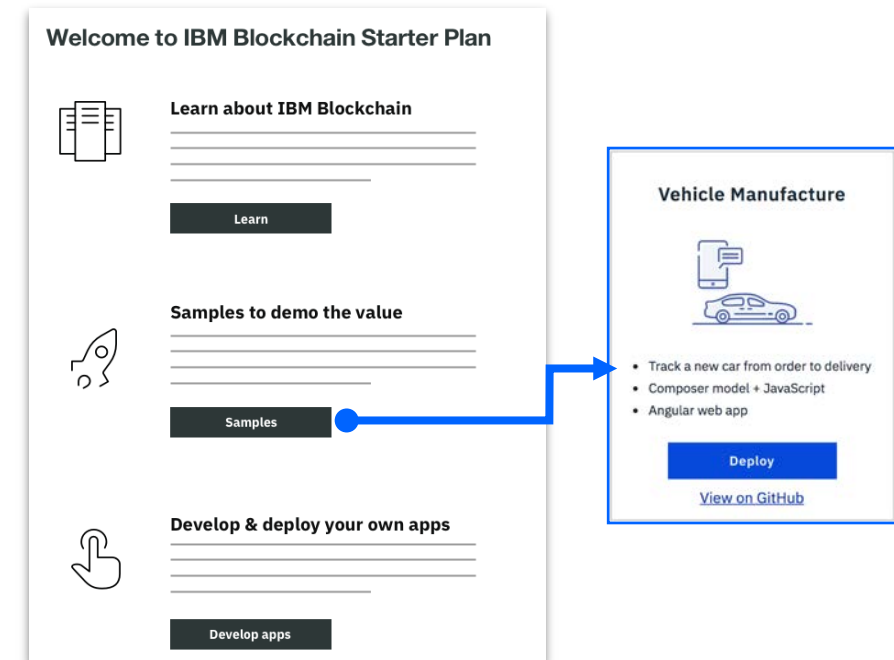 Welcome to IBM Blockchain Starter Plan
Learn about IBM Blockchain
Learn
Samples to demo the value
Samples
Develop & deploy your own apps
Develop apps
Vehicle Manufacture
• Track a new car from order to delivery
• Composer model + JavaScript
• Angular web app
Deploy
View on GitHub